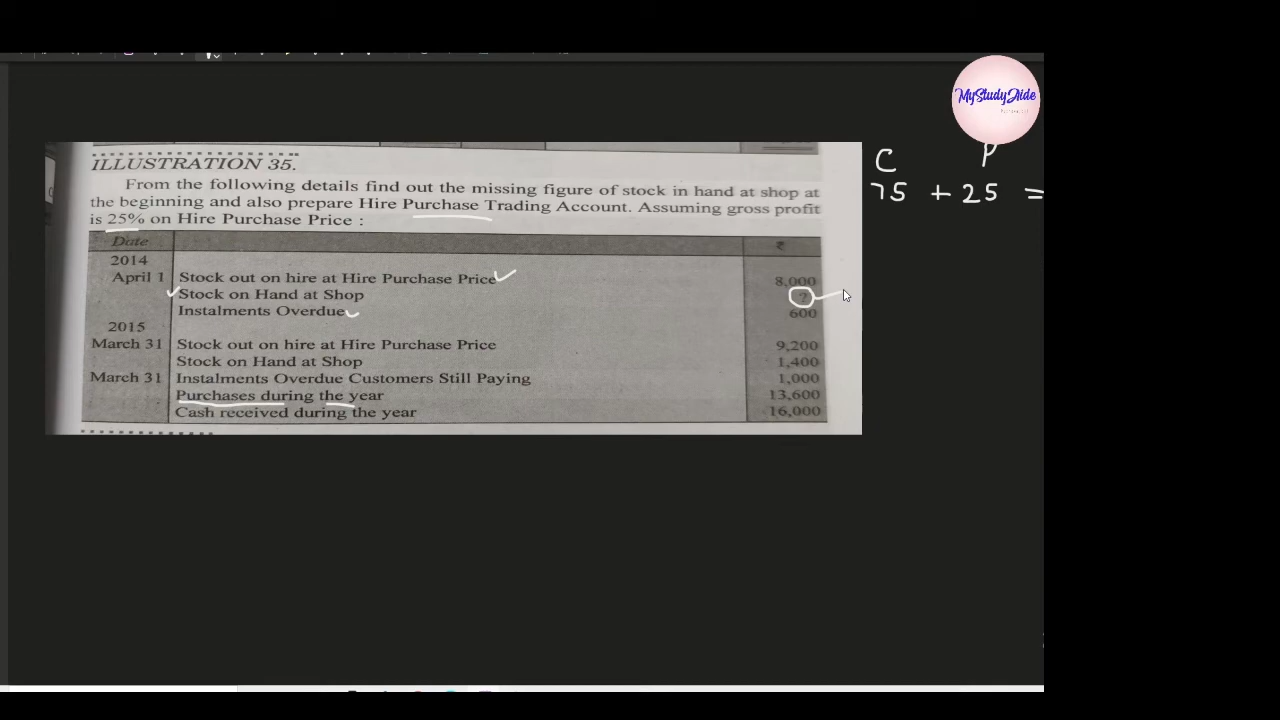 MyStudyAide
C P
75 + 25 =
ILLUSTRATION 35.
From the following details find out the missing figure of stock in hand at shop at
the beginning and also prepare Hire Purchase Trading Account. Assuming gross profit
is 25% on Hire Purchase Price :
Date ₹
2014
April 1 Stock out on hire at Hire Purchase Price 8,000
Stock on Hand at Shop ?
Instalments Overdue 600
2015
March 31 Stock out on hire at Hire Purchase Price 9,200
Stock on Hand at Shop 1,400
March 31 Instalments Overdue Customers Still Paying 1,000
Purchases during the year 13,600
Cash received during the year 16,000